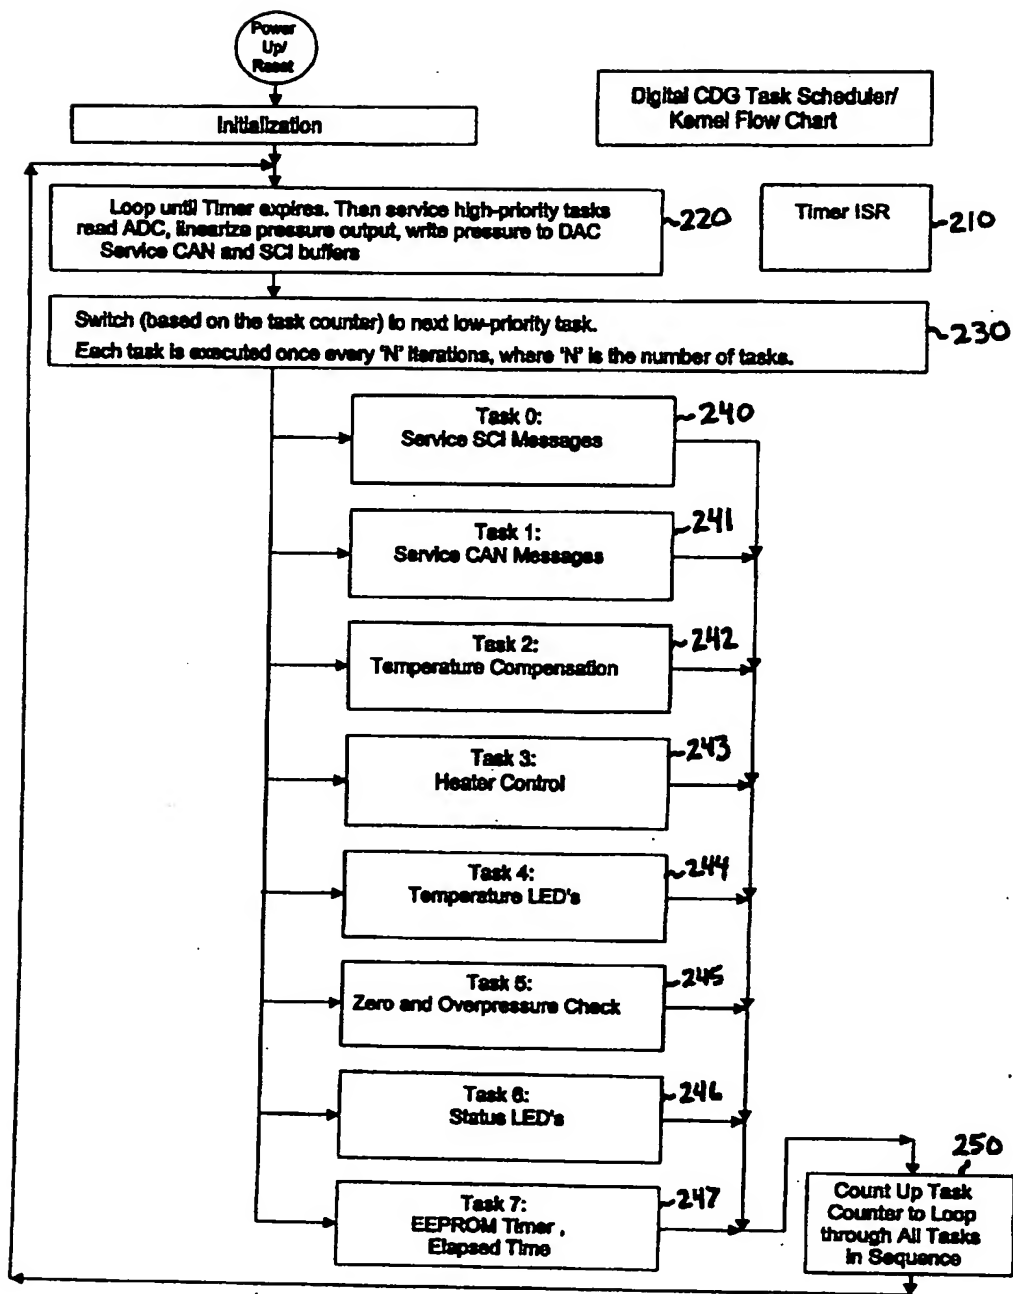 Power
Up/
Reset
Initialization
Digital CDG Task Scheduler/
Kernel Flow Chart
Loop until Timer expires. Then service high-priority tasks
read ADC, linearize pressure output, write pressure to DAC
Service CAN and SCI buffers
220
Timer ISR
210
Switch (based on the task counter) to next low-priority task.
Each task is executed once every 'N' iterations, where 'N' is the number of tasks.
230
Task 0:
Service SCI Messages
240
Task 1:
Service CAN Messages
241
Task 2:
Temperature Compensation
242
Task 3:
Heater Control
243
Task 4:
Temperature LED's
244
Task 5:
Zero and Overpressure Check
245
Task 6:
Status LED's
246
Task 7:
EEPROM Timer ,
Elapsed Time
247
250
Count Up Task
Counter to Loop
through All Tasks
in Sequence